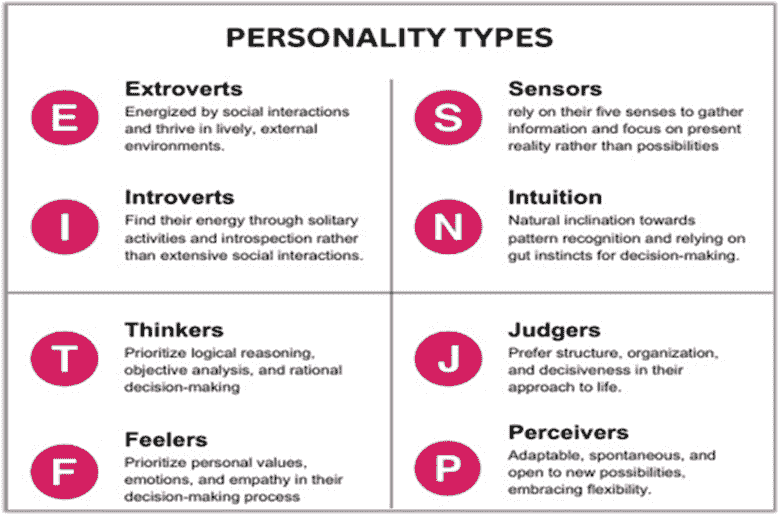 PERSONALITY TYPES
E
Extroverts
Energized by social interactions
and thrive in lively, external
environments.
I
Introverts
Find their energy through solitary
activities and introspection rather
than extensive social interactions.
S
Sensors
rely on their five senses to gather
information and focus on present
reality rather than possibilities
N
Intuition
Natural inclination towards
pattern recognition and relying on
gut instincts for decision-making.
T
Thinkers
Prioritize logical reasoning,
objective analysis, and rational
decision-making
F
Feelers
Prioritize personal values,
emotions, and empathy in their
decision-making process
J
Judgers
Prefer structure, organization,
and decisiveness in their
approach to life.
P
Perceivers
Adaptable, spontaneous, and
open to new possibilities,
embracing flexibility.